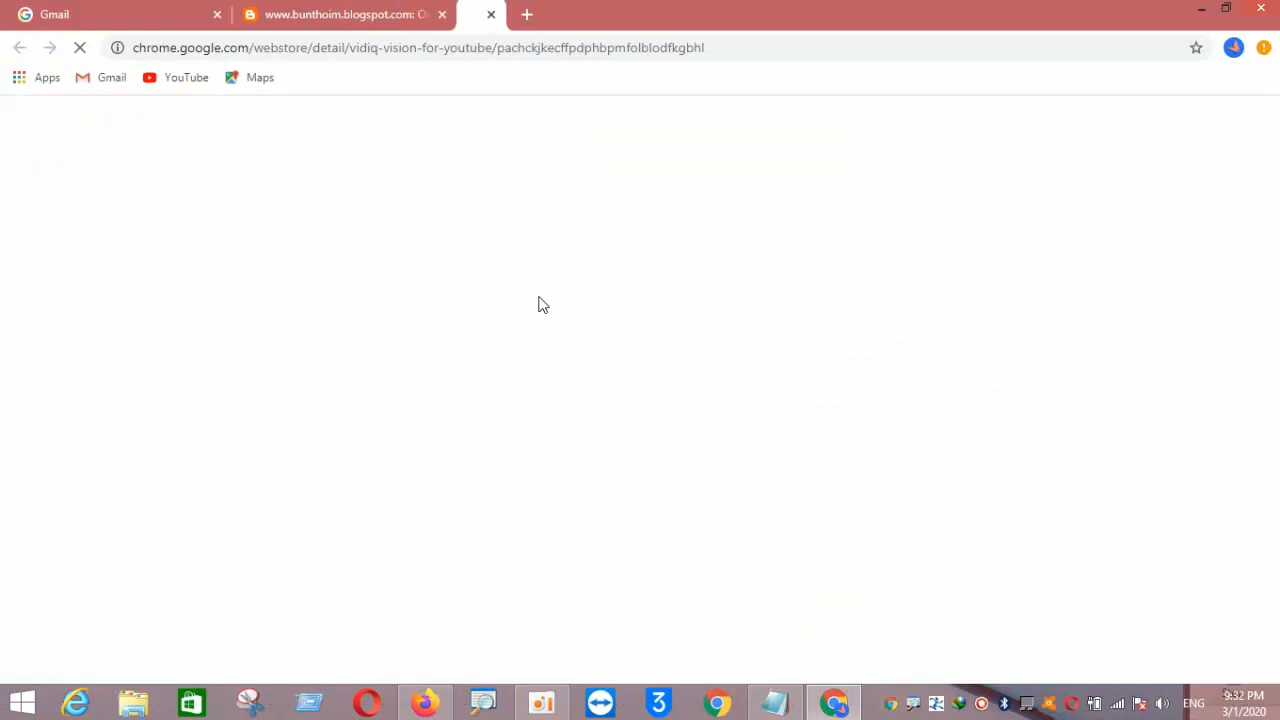 Gmail
www.bunthoim.blogspot.com: O
chrome.google.com/webstore/detail/vidiq-vision-for-youtube/pachckjkecffpdphbpmfolblodfkgbhl
Apps
Gmail
YouTube
Maps
3
ENG
9:32 PM
3/1/2020